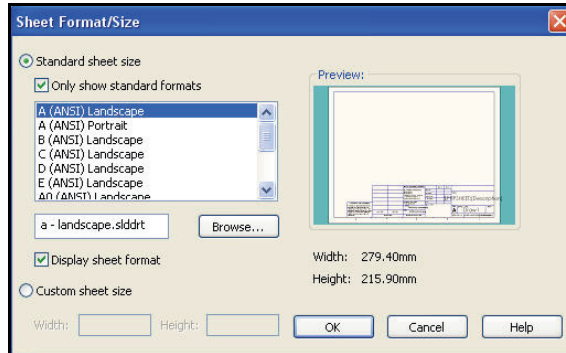 Sheet Format/Size
Standard sheet size
Only show standard formats
A (ANSI) Landscape
A (ANSI) Portrait
B (ANSI) Landscape
C (ANSI) Landscape
D (ANSI) Landscape
E (ANSI) Landscape
A0 (ANSI) Landscape
a - landscape.slddrt
Browse...
Display sheet format
Custom sheet size
Width:
Height:
Preview:
Width: 279.40mm
Height: 215.90mm
OK
Cancel
Help